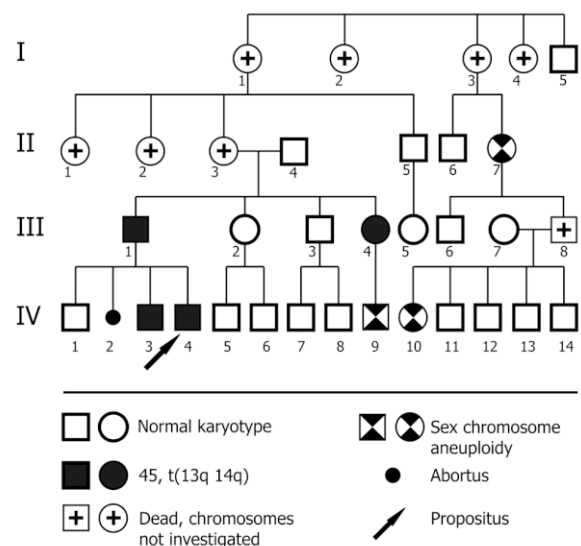 I
1 2 3 4 5
II
1 2 3 4 5 6 7
III
1 2 3 4 5 6 7 8
IV
1 2 3 4 5 6 7 8 9 10 11 12 13 14
Normal karyotype
Sex chromosome
aneuploidy
45, t(13q 14q)
Abortus
Dead, chromosomes
not investigated
Propositus